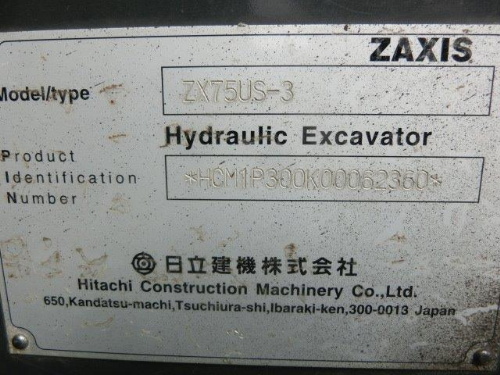 ZAXIS
Model/type ZX75US-3
Hydraulic Excavator
Product Identification Number *HCM1P300K00062360*
日立建機株式会社
Hitachi Construction Machinery Co.,Ltd.
650,Kandatsu-machi,Tsuchiura-shi,Ibaraki-ken,300-0013 Japan